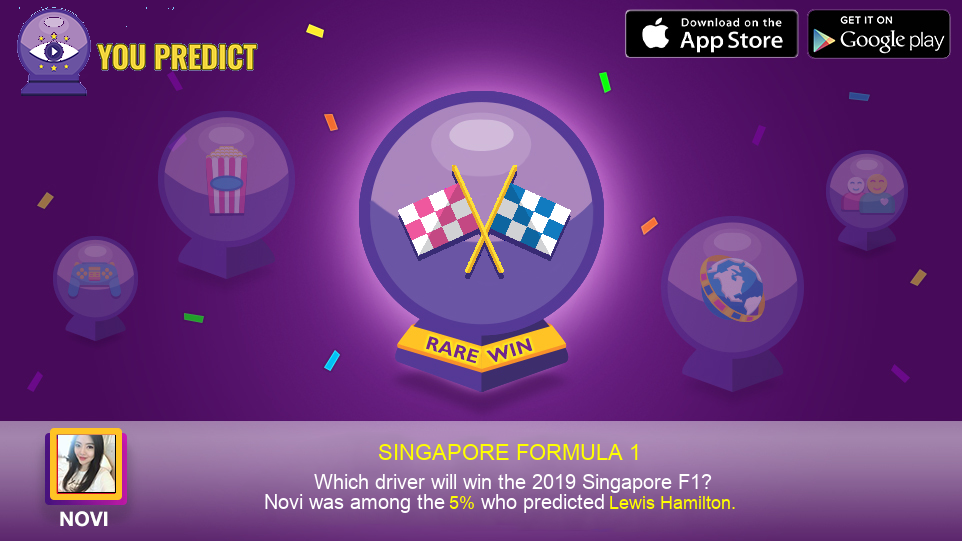 YOU PREDICT
Download on the
App Store
GET IT ON
Google play
RARE WIN
SINGAPORE FORMULA 1
Which driver will win the 2019 Singapore F1?
Novi was among the 5% who predicted Lewis Hamilton.
NOVI